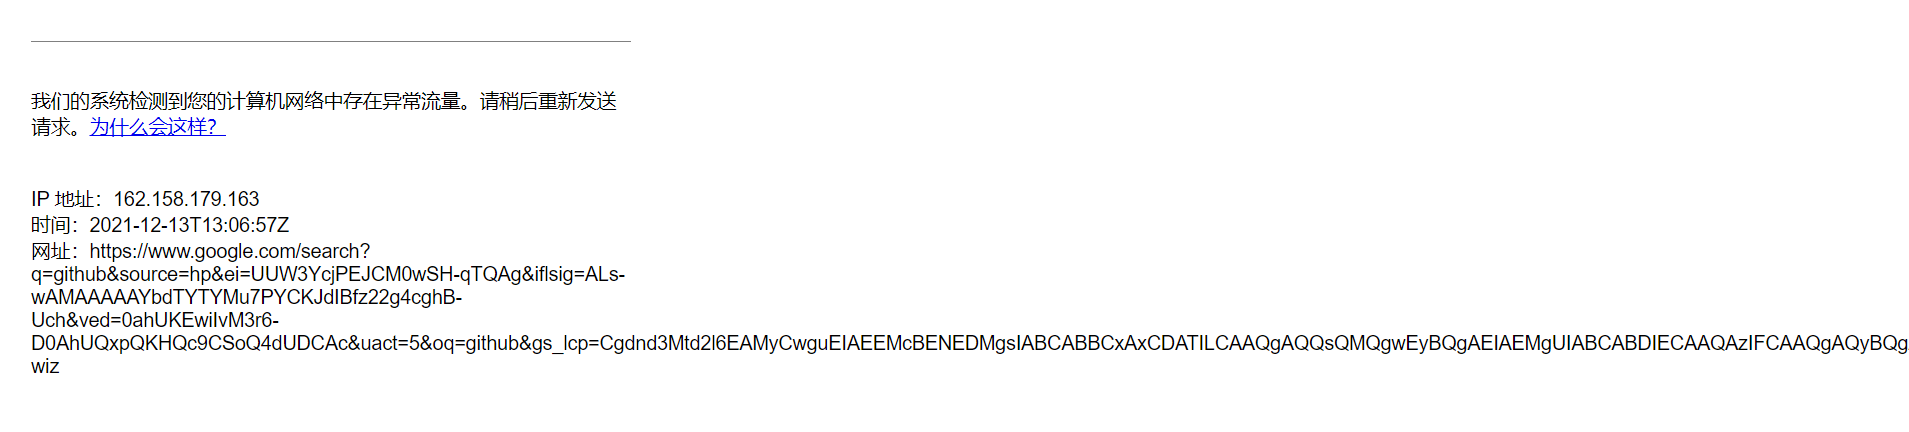 我们的系统检测到您的计算机网络中存在异常流量。请稍后重新发送
请求。为什么会这样？
IP 地址：162.158.179.163
时间：2021-12-13T13:06:57Z
网址：https://www.google.com/search?
q=github&source=hp&ei=UUW3YcjPEJCM0wSH-qTQAg&iflsig=ALs-
wAMAAAAAYbdTYTYMu7PYCKJdIBfz22g4cghB-
Uch&ved=0ahUKEwiIvM3r6-
D0AhUQxpQKHQc9CSoQ4dUDCAc&uact=5&oq=github&gs_lcp=Cgdnd3Mtd2l6EAMyCwguEIAEEMcBENEDMgsIABCABBCxAxCDATILCAAQgAQQsQMQgwEyBQgAEIAEMgUIABCABDIECAAQAzIFCAAQgAQyBQg
wiz